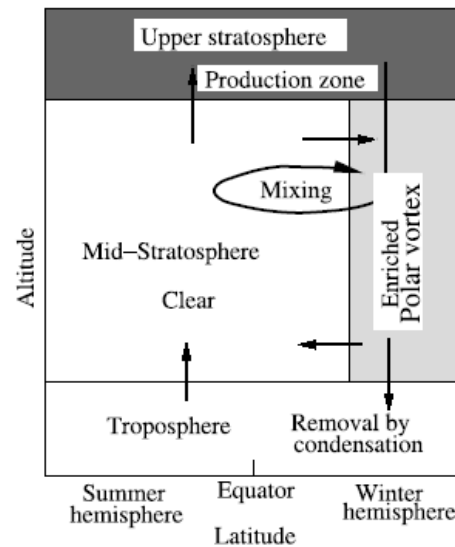 Upper stratosphere
Production zone
Mixing
Enriched
Polar vortex
Mid-Stratosphere
Clear
Altitude
Troposphere
Removal by
condensation
Summer
hemisphere
Equator
Winter
hemisphere
Latitude